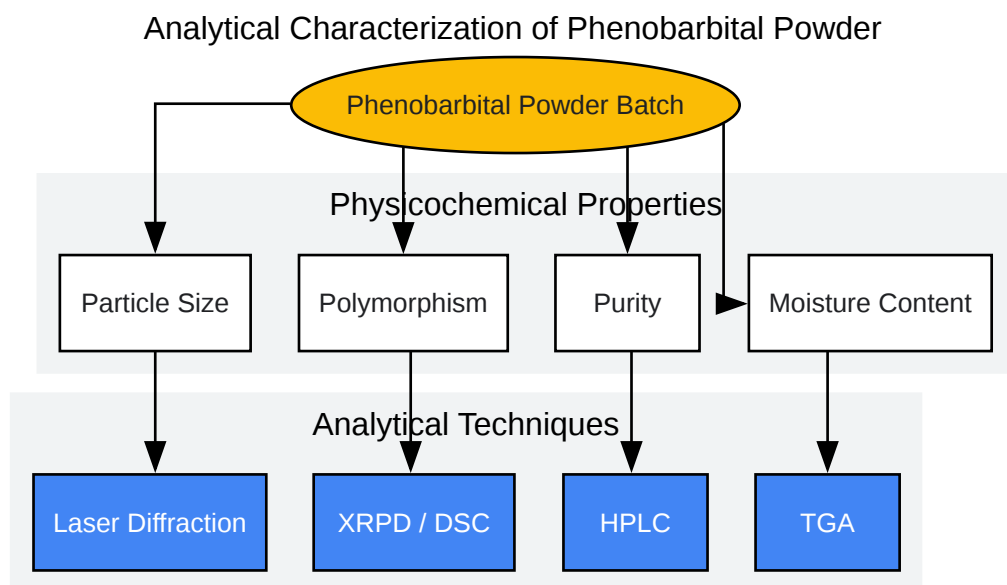 Analytical Characterization of Phenobarbital Powder
Phenobarbital Powder Batch
Physicochemical Properties
Particle Size
Polymorphism
Purity
Moisture Content
Analytical Techniques
Laser Diffraction
XRPD / DSC
HPLC
TGA